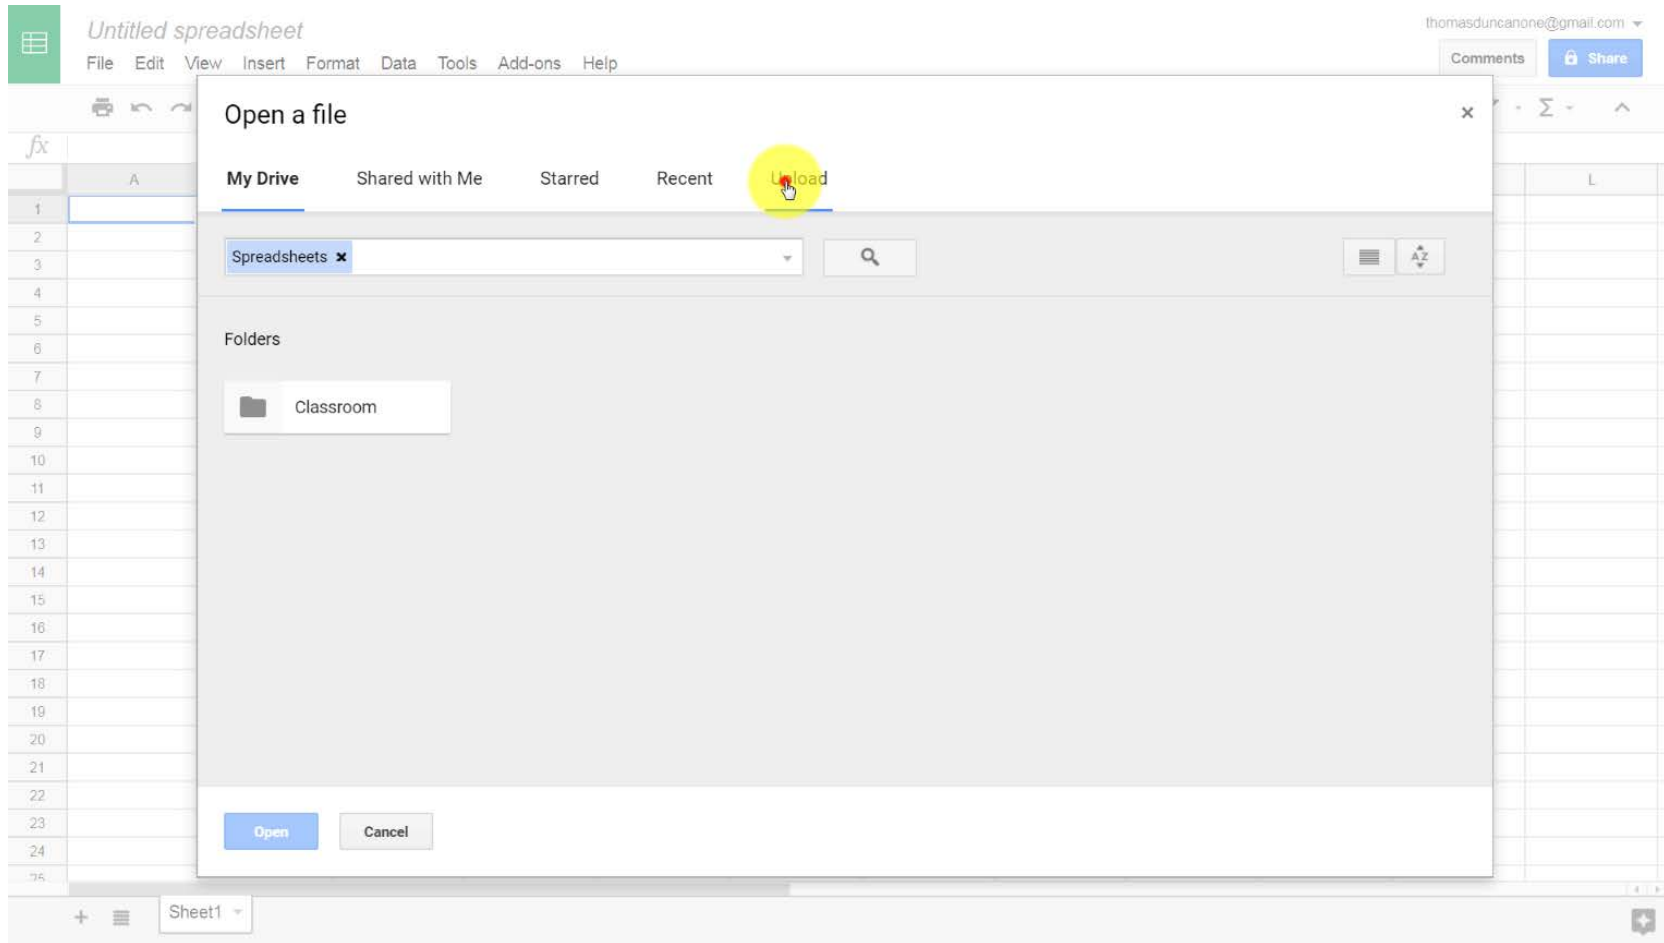 Untitled spreadsheet
thomasduncanone@gmail.com
File Edit View Insert Format Data Tools Add-ons Help
Comments
Share
Open a file
fx
My Drive Shared with Me Starred Recent Upload
A
L
1
2
Spreadsheets
AZ
3
4
5
6
Folders
7
8
Classroom
9
10
11
12
13
14
15
16
17
18
19
20
21
22
23
Open Cancel
24
25
Sheet1